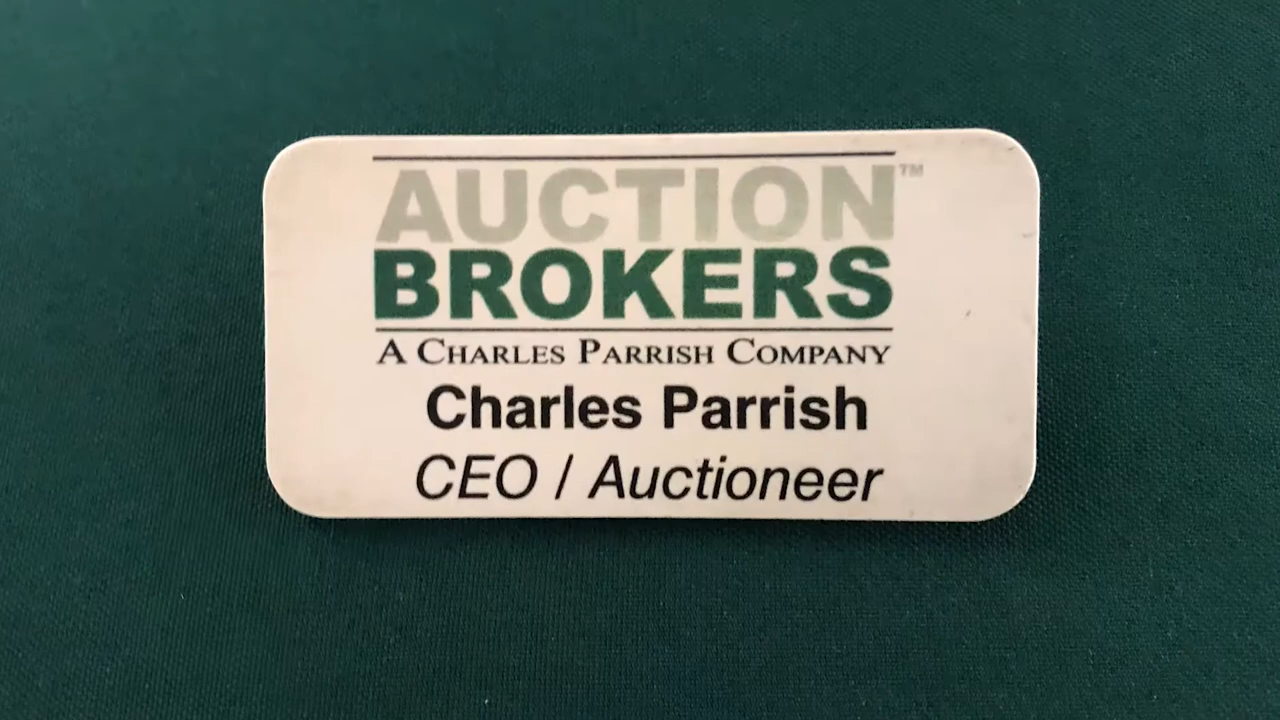 AUCTION™
BROKERS
A CHARLES PARRISH COMPANY
Charles Parrish
CEO / Auctioneer